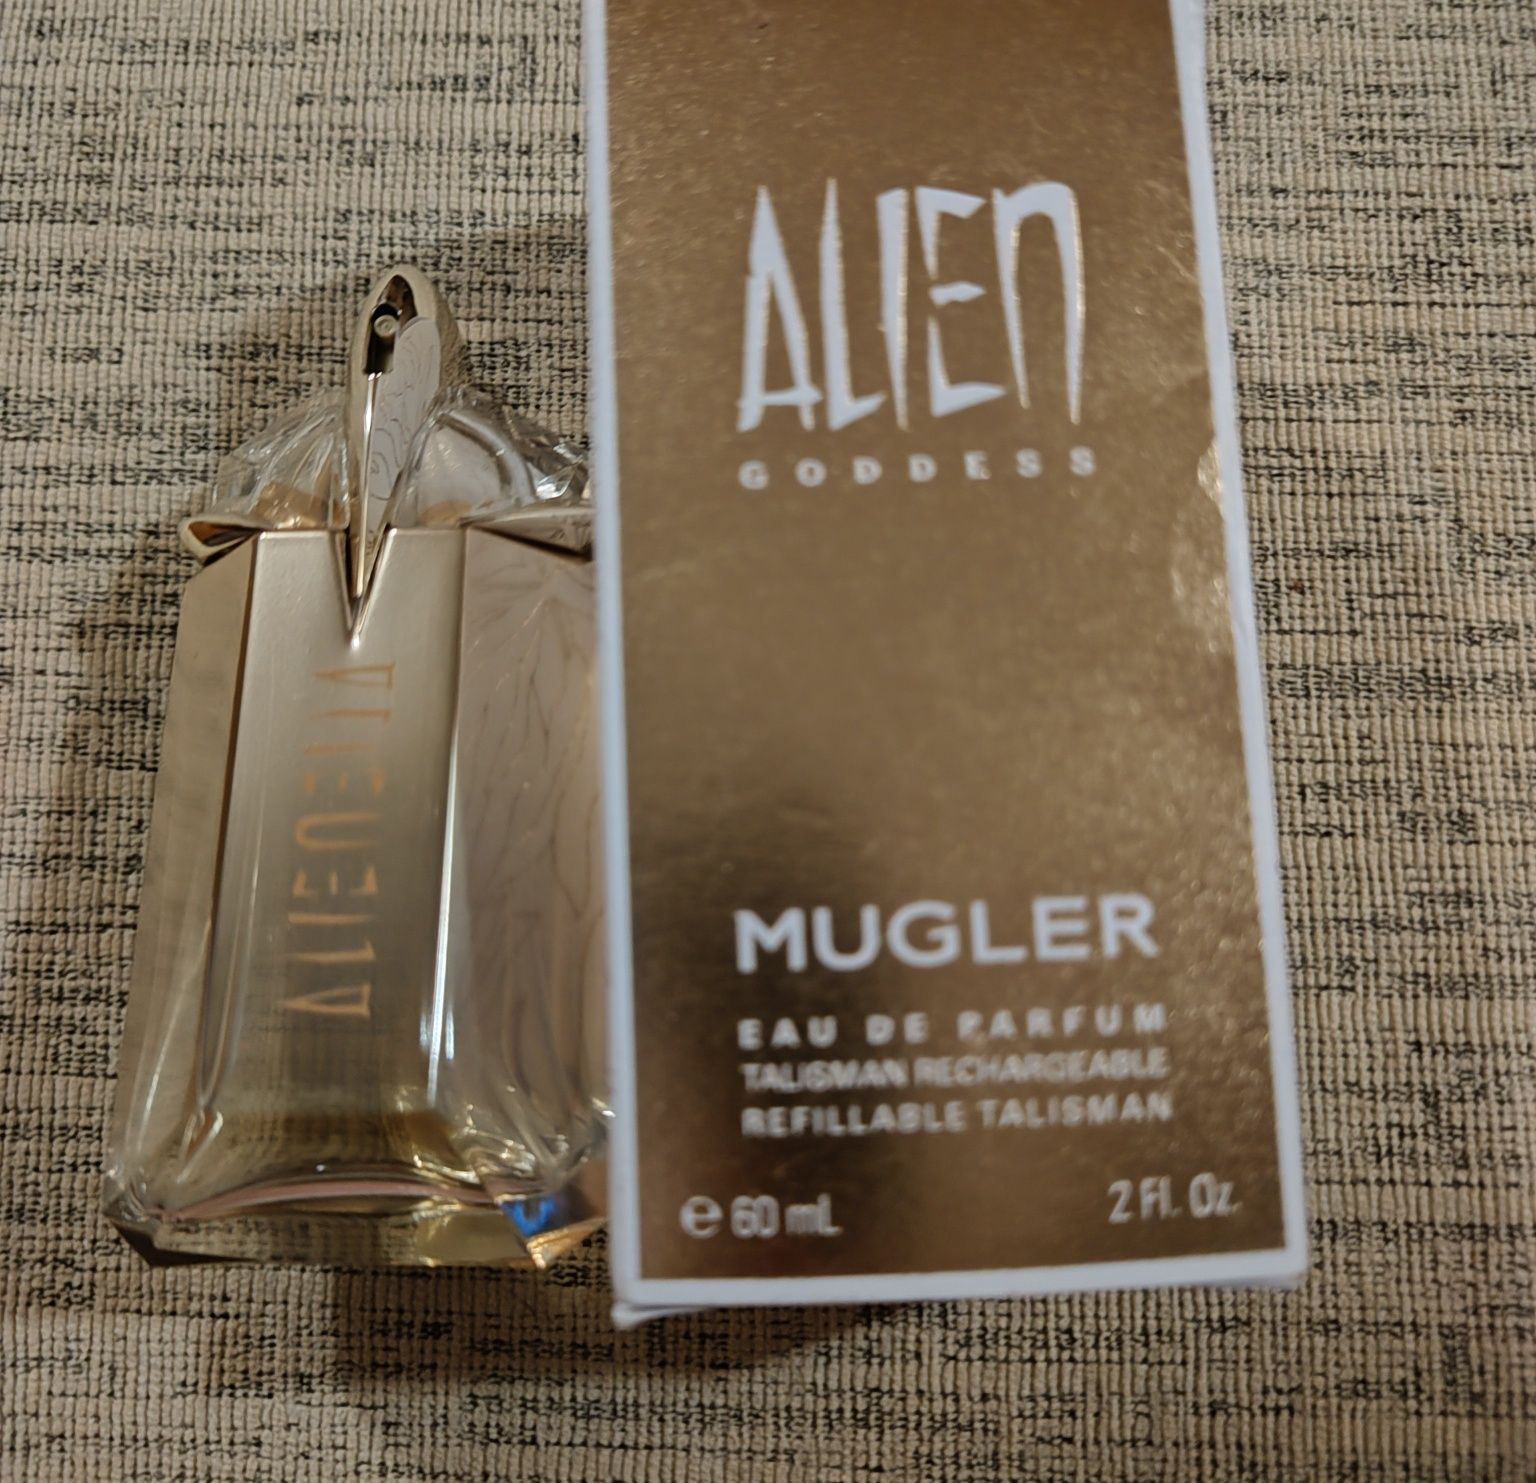 ALIEN
GODDESS
MUGLER
EAU DE PARFUM
TALISMAN RECHARGEABLE
REFILLABLE TALISMAN
e 60 mL
2 Fl. Oz.